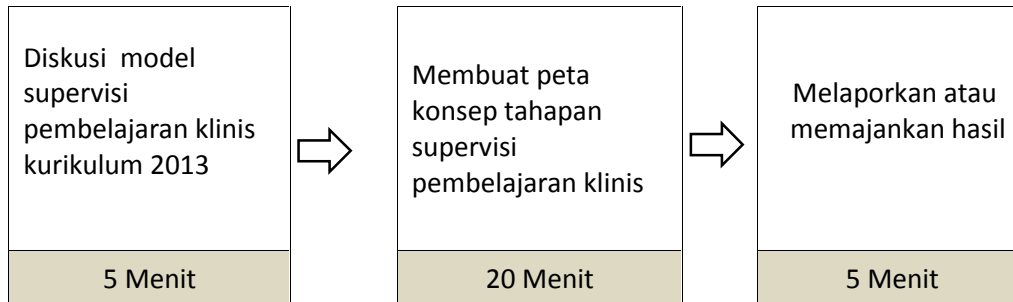 Diskusi model
supervisi
pembelajaran klinis
kurikulum 2013
5 Menit
Membuat peta
konsep tahapan
supervisi
pembelajaran klinis
20 Menit
Melaporkan atau
memajankan hasil
5 Menit